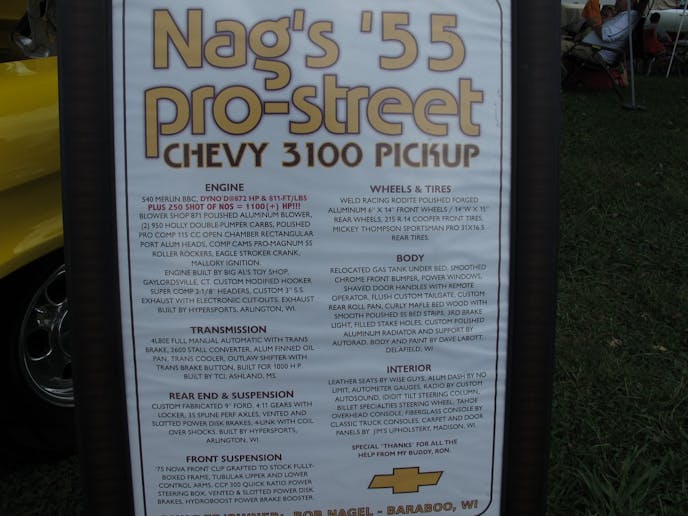 Nag's '55
pro-street
CHEVY 3100 PICKUP
ENGINE
540 MERLIN BBC, DYNO'D@872 HP & 811-FT/LBS
PLUS 250 SHOT OF NOS = 1100(+) HP!!!
BLOWER SHOP 871 POLISHED ALUMINUM BLOWER,
(2) 950 HOLLY DOUBLE-PUMPER CARBS, POLISHED
PRO COMP 115 CC OPEN CHAMBER RECTANGULAR
PORT ALUM HEADS, COMP CAMS PRO-MAGNUM SS
ROLLER ROCKERS, EAGLE STROKER CRANK,
MALLORY IGNITION.
ENGINE BUILT BY BIG AL'S TOY SHOP,
GAYLORDSVILLE, CT. CUSTOM MODIFIED HOOKER
SUPER COMP 2-1/8" HEADERS, CUSTOM 3" S.S.
EXHAUST WITH ELECTRONIC CUT-OUTS. EXHAUST
BUILT BY HYPERSPORTS, ARLINGTON, WI.
TRANSMISSION
4L80E FULL MANUAL AUTOMATIC WITH TRANS
BRAKE, 2600 STALL CONVERTER, ALUM FINNED OIL
PAN, TRANS COOLER, OUTLAW SHIFTER WITH
TRANS BRAKE BUTTON, BUILT FOR 1000 H.P.
BUILT BY TCI, ASHLAND, MS.
REAR END & SUSPENSION
CUSTOM FABRICATED 9" FORD, 4:11 GEARS WITH
LOCKER, 35 SPLINE PERF AXLES, VENTED AND
SLOTTED POWER DISK BRAKES, 4-LINK WITH COIL
OVER SHOCKS. BUILT BY HYPERSPORTS,
ARLINGTON, WI
FRONT SUSPENSION
'75 NOVA FRONT CLIP GRAFTED TO STOCK FULLY-
BOXED FRAME, TUBULAR UPPER AND LOWER
CONTROL ARMS, CCP 300 QUICK RATIO POWER
STEERING BOX, VENTED & SLOTTED POWER DISK
BRAKES, HYDROBOOST POWER BRAKE BOOSTER
WHEELS & TIRES
WELD RACING RODITE POLISHED FORGED
ALUMINUM 6" X 14" FRONT WHEELS / 14"W X 15"
REAR WHEELS, 215 R 14 COOPER FRONT TIRES,
MICKEY THOMPSON SPORTSMAN PRO 31X16.5
REAR TIRES.
BODY
RELOCATED GAS TANK UNDER BED, SMOOTHED
CHROME FRONT BUMPER, POWER WINDOWS,
SHAVED DOOR HANDLES WITH REMOTE
OPERATOR, FLUSH CUSTOM TAILGATE, CUSTOM
REAR ROLL PAN, CURLY MAPLE BED WOOD WITH
SMOOTH POLISHED SS BED STRIPS, 3RD BRAKE
LIGHT, FILLED STAKE HOLES, CUSTOM POLISHED
ALUMINUM RADIATOR AND SUPPORT BY
AUTORAD. BODY AND PAINT BY DAVE LABOTT,
DELAFIELD, WI
INTERIOR
LEATHER SEATS BY WISE GUYS, ALUM DASH BY NO
LIMIT, AUTOMETER GAUGES, RADIO BY CUSTOM
AUTOSOUND, IDIDIT TILT STEERING COLUMN,
BILLET SPECIALTIES STEERING WHEEL, TAHOE
OVERHEAD CONSOLE, FIBERGLASS CONSOLE BY
CLASSIC TRUCK CONSOLES, CARPET AND DOOR
PANELS BY JIM'S UPHOLSTERY, MADISON, WI.
SPECIAL 'THANKS' FOR ALL THE
HELP FROM MY BUDDY, RON.
BOB NAGEL - BARABOO, WI